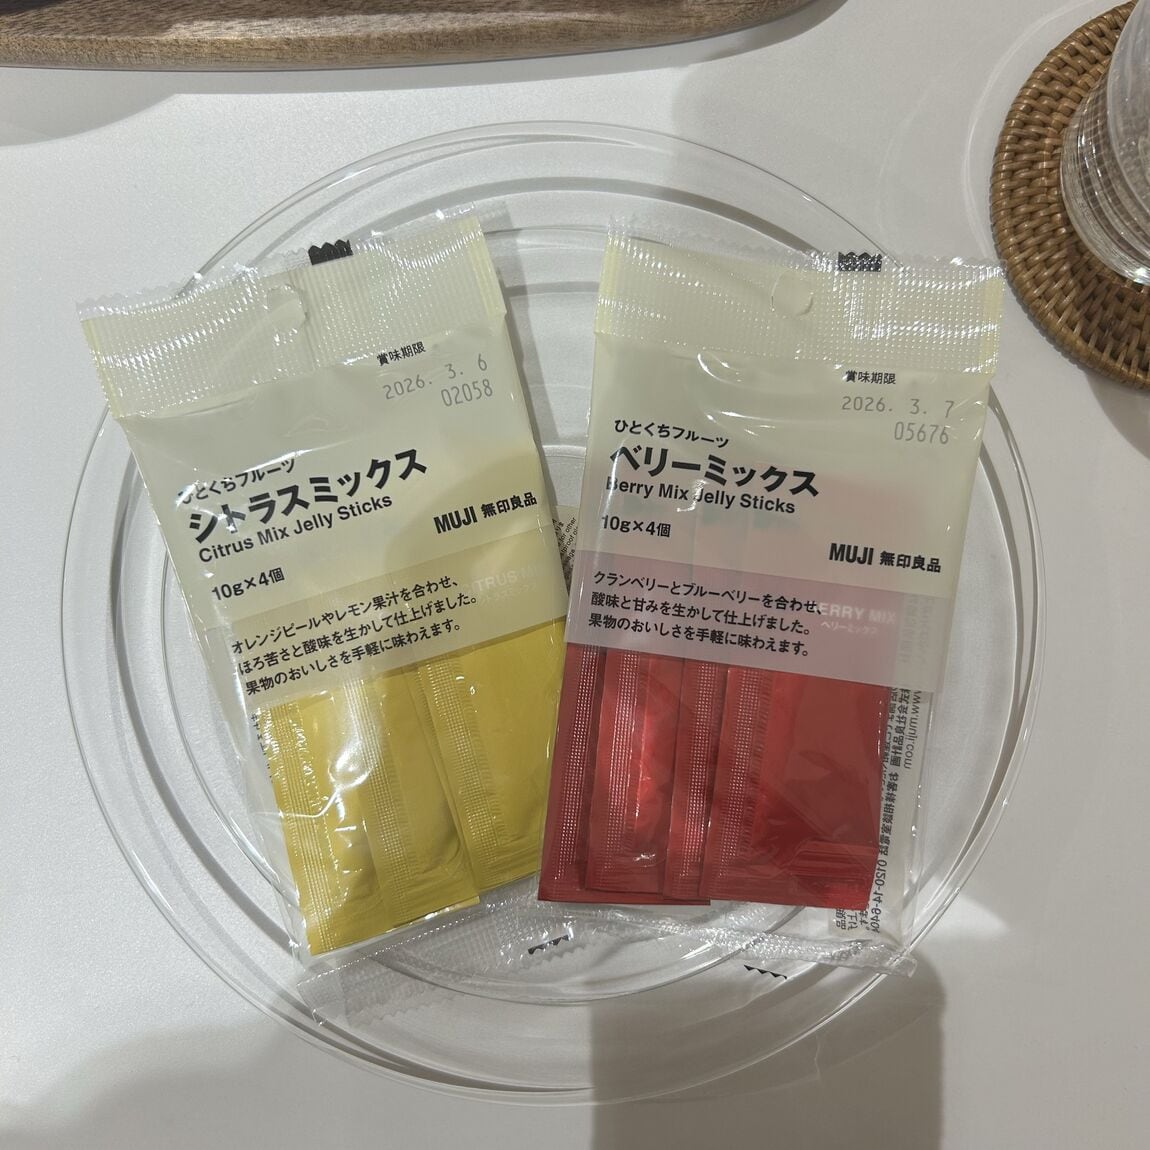 賞味期限
2026. 3. 6
02058
ひとくちフルーツ
シトラスミックス
Citrus Mix Jelly Sticks
MUJI 無印良品
10g×4個
CITRUS MI
オレンジピールやレモン果汁を合わせ、
ほろ苦さと酸味を生かして仕上げました。
果物のおいしさを手軽に味わえます。
賞味期限
2026. 3. 7
05676
ひとくちフルーツ
ベリーミックス
Berry Mix Jelly Sticks
10g×4個
MUJI 無印良品
クランベリーとブルーベリーを合わせ、
酸味と甘みを生かして仕上げました。
果物のおいしさを手軽に味わえます。
BERRY MIX
ベリーミックス
www.muji.com